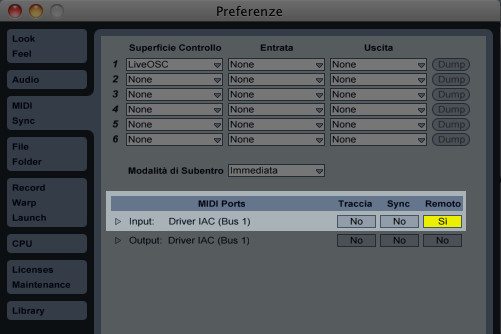 Preferenze
Look
Feel
Audio
MIDI
Sync
File
Folder
Record
Warp
Launch
CPU
Licenses
Maintenance
Library
Superficie Controllo Entrata Uscita
1 LiveOSC None None Dump
2 None None None Dump
3 None None None Dump
4 None None None Dump
5 None None None Dump
6 None None None Dump
Modalità di Subentro Immediata
MIDI Ports Traccia Sync Remoto
Input: Driver IAC (Bus 1) No No Sì
Output: Driver IAC (Bus 1) No No No